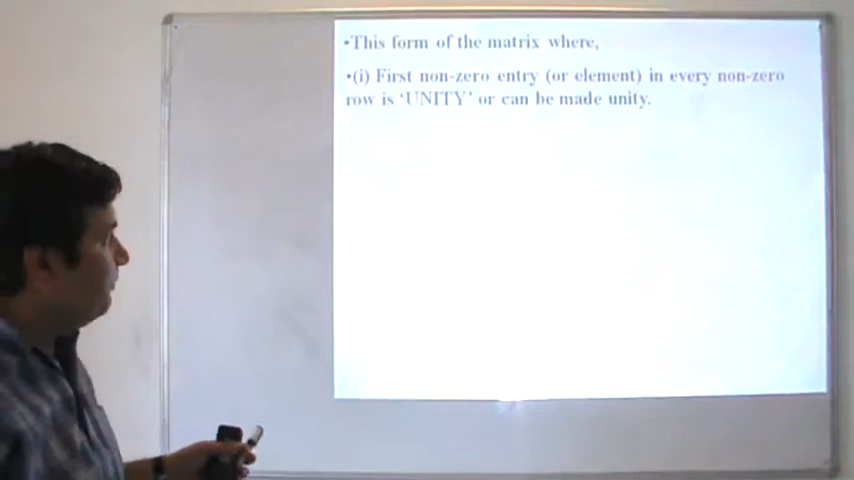 •This form of the matrix where,
•(i) First non-zero entry (or element) in every non-zero
row is ‘UNITY’ or can be made unity.